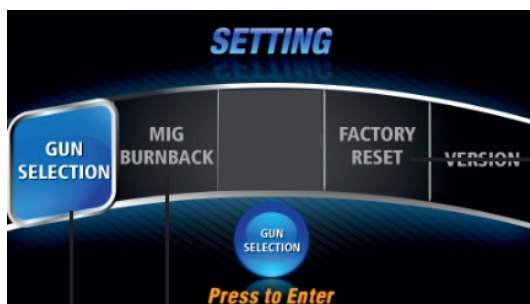 SETTING
GUN
SELECTION
MIG
BURNBACK
FACTORY
RESET
VERSION
GUN
SELECTION
Press to Enter